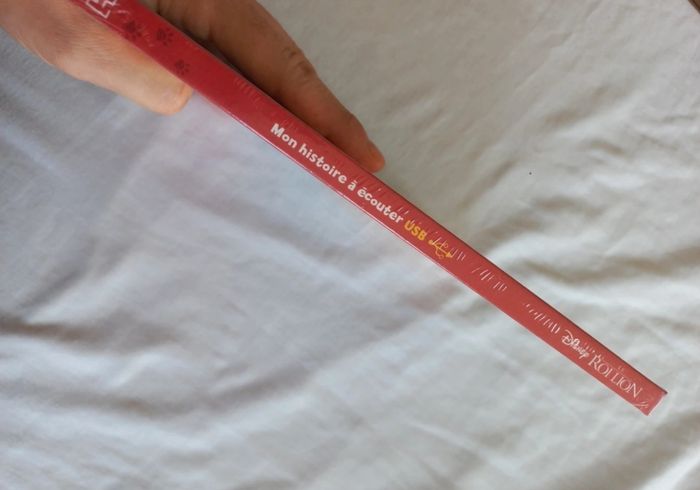 Mon histoire à écouter USB
Disney
ROI LION